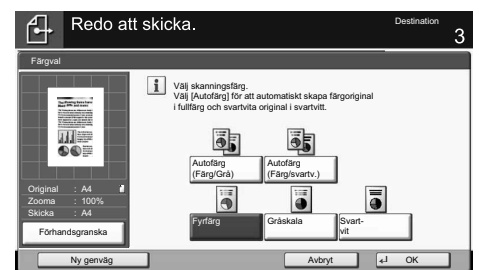 Redo att skicka.
Destination
3
Färgval
Välj skanningsfärg.
Välj [Autofärg] för att automatiskt skapa färgoriginal
i fullfärg och svartvita original i svartvitt.
Autofärg
(Färg/Grå)
Autofärg
(Färg/svartv.)
Original : A4
Zooma : 100%
Skicka : A4
Fyrfärg
Gråskala
Svart-
vit
Förhandsgranska
Ny genväg
Avbryt
OK